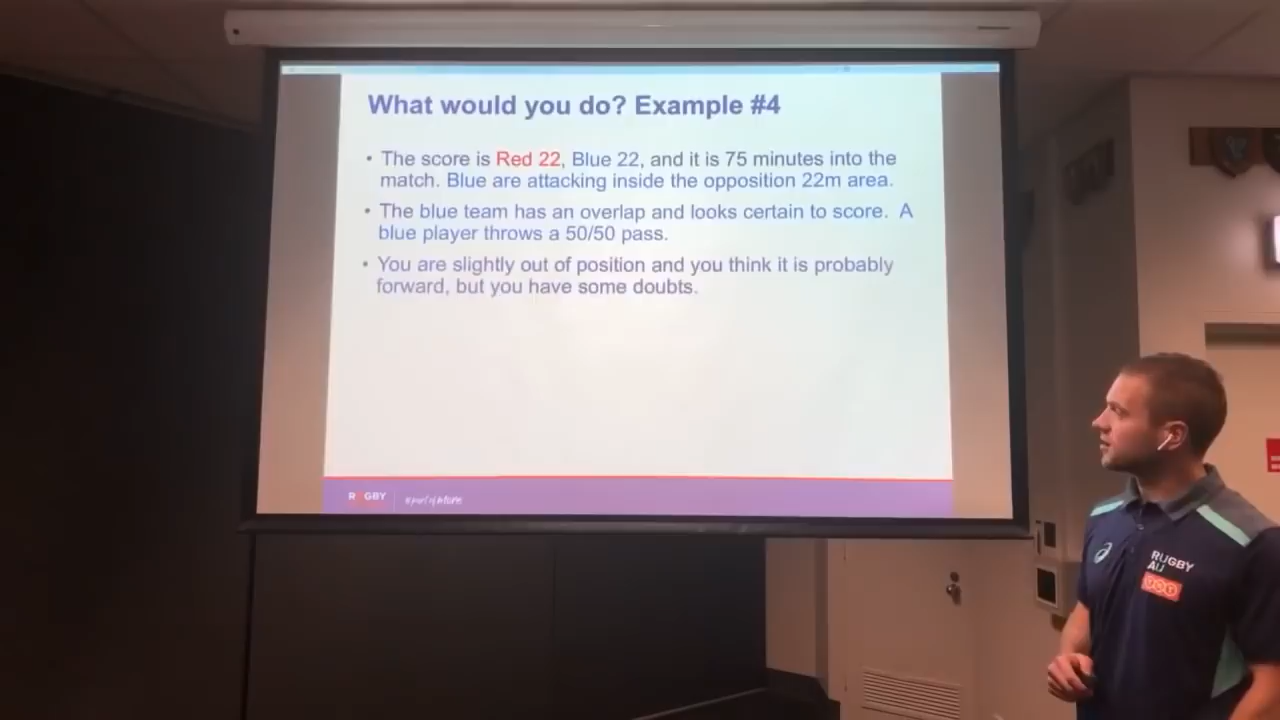 What would you do? Example #4
• The score is Red 22, Blue 22, and it is 75 minutes into the
match. Blue are attacking inside the opposition 22m area.
• The blue team has an overlap and looks certain to score. A
blue player throws a 50/50 pass.
• You are slightly out of position and you think it is probably
forward, but you have some doubts.
RUGBY
RUGBY
AU